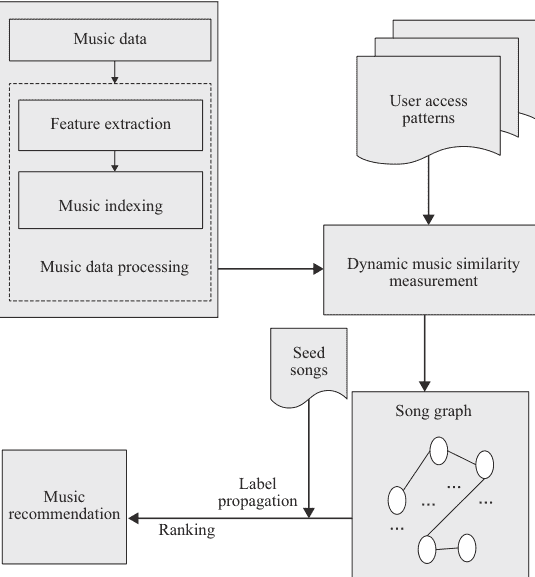 Music data
Feature extraction
Music indexing
Music data processing
User access
patterns
Dynamic music similarity
measurement
Seed
songs
Song graph
...
...
...
...
Label
propagation
Ranking
Music
recommendation